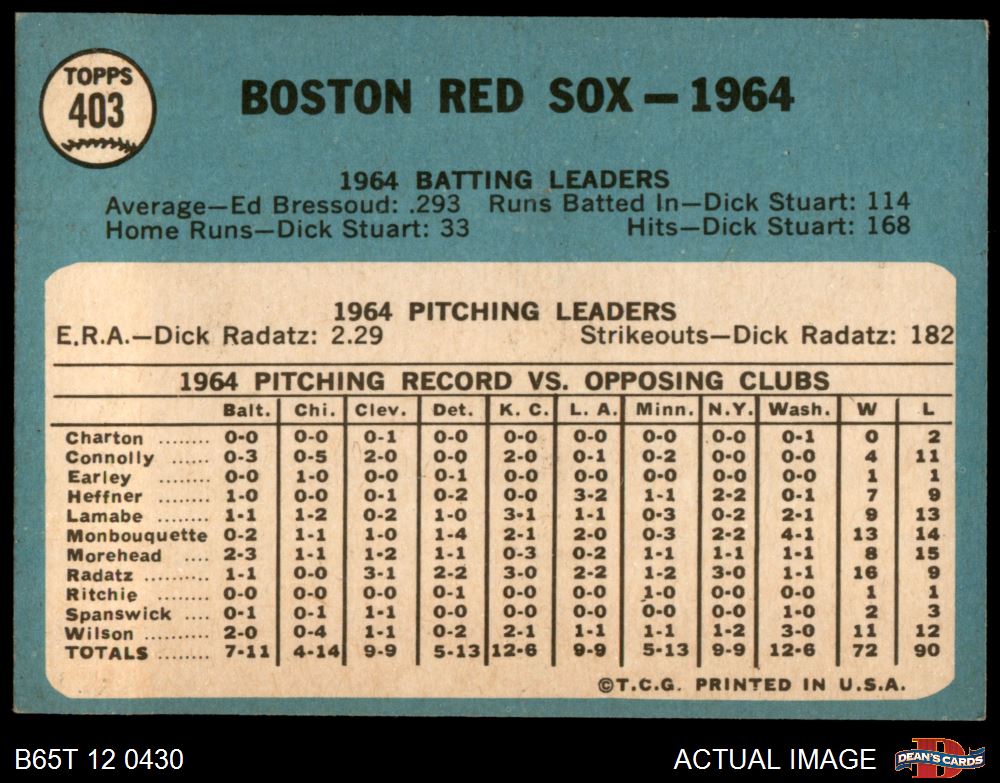 TOPPS
403
BOSTON RED SOX — 1964
1964 BATTING LEADERS
Average—Ed Bressoud: .293 Runs Batted In—Dick Stuart: 114
Home Runs—Dick Stuart: 33 Hits—Dick Stuart: 168
1964 PITCHING LEADERS
E.R.A.—Dick Radatz: 2.29 Strikeouts—Dick Radatz: 182
1964 PITCHING RECORD VS. OPPOSING CLUBS
Balt. Chi. Clev. Det. K. C. L. A. Minn. N.Y. Wash. W L
Charton ........ 0-0 0-0 0-1 0-0 0-0 0-0 0-0 0-0 0-1 0 2
Connolly ...... 0-3 0-5 2-0 0-0 2-0 0-1 0-2 0-0 0-0 4 11
Earley ........ 0-0 1-0 0-0 0-1 0-0 0-0 0-0 0-0 0-0 1 1
Heffner ........ 1-0 0-0 0-1 0-2 0-0 3-2 1-1 2-2 0-1 7 9
Lamabe ........ 1-1 1-2 0-2 1-0 3-1 1-1 0-3 0-2 2-1 9 13
Monbouquette 0-2 1-1 1-0 1-4 2-1 2-0 0-3 2-2 4-1 13 14
Morehead .... 2-3 1-1 1-2 1-1 0-3 0-2 1-1 1-1 1-1 8 15
Radatz .......... 1-1 0-0 3-1 2-2 3-0 2-2 1-2 3-0 1-1 16 9
Ritchie ........ 0-0 0-0 0-0 0-1 0-0 0-0 1-0 0-0 0-0 1 1
Spanswick .... 0-1 0-1 1-1 0-0 0-0 0-0 0-0 0-0 1-0 2 3
Wilson .......... 2-0 0-4 1-1 0-2 2-1 1-1 1-1 1-2 3-0 11 12
TOTALS ........ 7-11 4-14 9-9 5-13 12-6 9-9 5-13 9-9 12-6 72 90
©T.C.G. PRINTED IN U.S.A.
B65T 12 0430 ACTUAL IMAGE DEAN'S CARDS